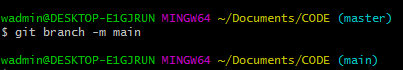 wadmin@DESKTOP-E1GJRUN MINGW64 ~/Documents/CODE (master)
$ git branch -m main
wadmin@DESKTOP-E1GJRUN MINGW64 ~/Documents/CODE (main)